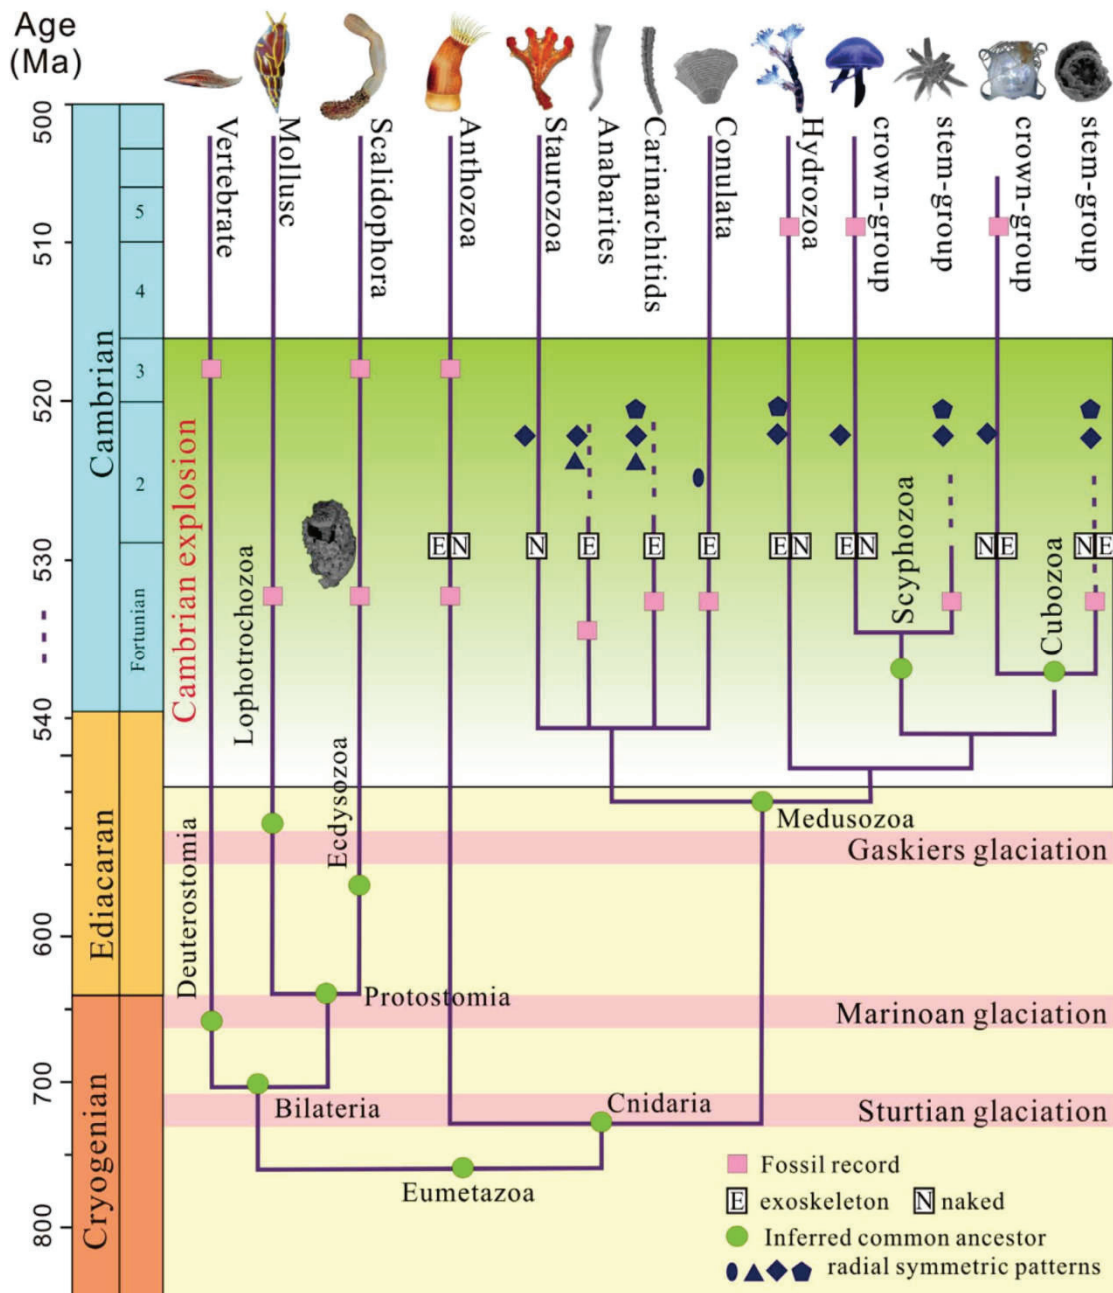 Age
(Ma)
Vertebrate
Mollusc
Scalidophora
Anthozoa
Staurozoa
Anabarites
Carinarchitids
Conulata
Hydrozoa
crown-group
stem-group
crown-group
stem-group
500
510
520
530
540
600
700
800
Cambrian
5
4
3
2
Fortunian
Ediacaran
Cryogenian
Cambrian explosion
Lophotrochozoa
Ecdysozoa
Deuterostomia
Scyphozoa
Cubozoa
E N
N
E
E
E
E N
E N
N E
N E
Medusozoa
Gaskiers glaciation
Protostomia
Marinoan glaciation
Bilateria
Cnidaria
Sturtian glaciation
Eumetazoa
Fossil record
E exoskeleton N naked
Inferred common ancestor
radial symmetric patterns